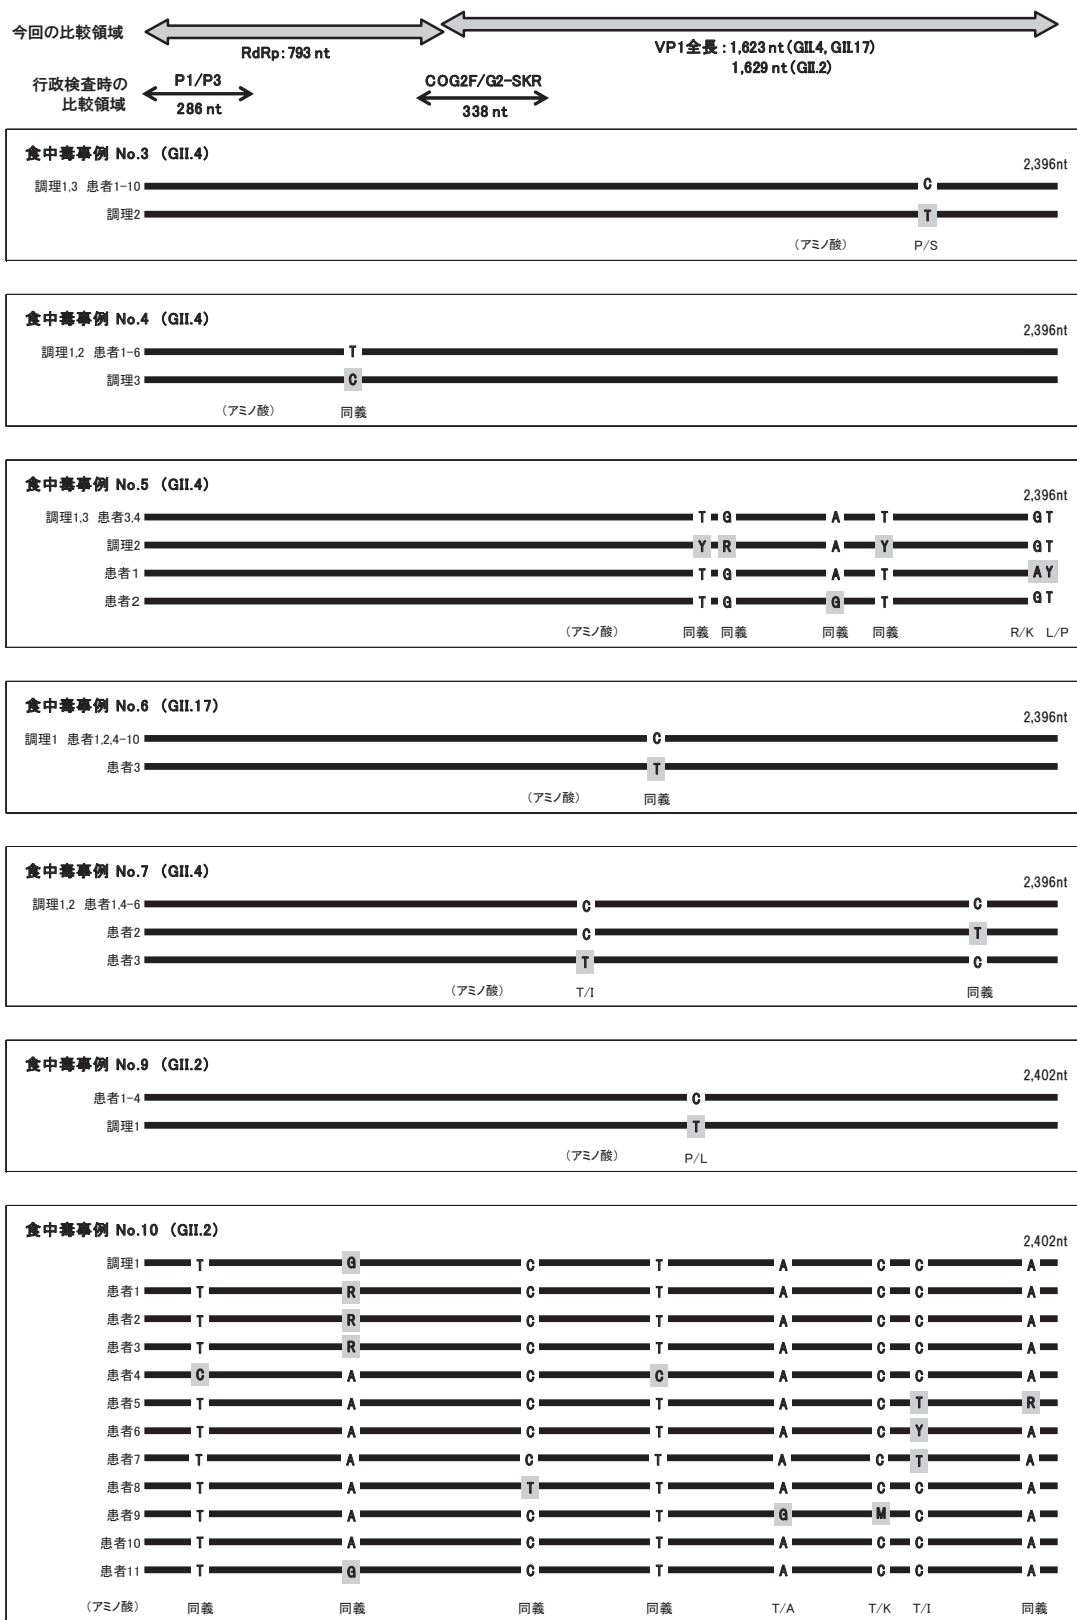 今回の比較領域
RdRp: 793 nt
VP1全長 : 1,623 nt (GII.4, GII.17)
1,629 nt (GII.2)
行政検査時の
比較領域
P1/P3
286 nt
COG2F/G2-SKR
338 nt
食中毒事例 No.3 (GII.4)
2,396nt
調理1,3 患者1-10 C
調理2 T
(アミノ酸) P/S
食中毒事例 No.4 (GII.4)
2,396nt
調理1,2 患者1-6 T
調理3 C
(アミノ酸) 同義
食中毒事例 No.5 (GII.4)
2,396nt
調理1,3 患者3,4 T G A T G T
調理2 Y R A Y G T
患者1 T G A T A Y
患者2 T G G T G T
(アミノ酸) 同義 同義 同義 同義 R/K L/P
食中毒事例 No.6 (GII.17)
2,396nt
調理1 患者1,2,4-10 C
患者3 T
(アミノ酸) 同義
食中毒事例 No.7 (GII.4)
2,396nt
調理1,2 患者1,4-6 C C
患者2 C T
患者3 T C
(アミノ酸) T/I 同義
食中毒事例 No.9 (GII.2)
2,402nt
患者1-4 C
調理1 T
(アミノ酸) P/L
食中毒事例 No.10 (GII.2)
2,402nt
調理1 T G C T A C C A
患者1 T R C T A C C A
患者2 T R C T A C C A
患者3 T R C T A C C A
患者4 C A C C A C C A
患者5 T A C T A C T R
患者6 T A C T A C Y A
患者7 T A C T A C T A
患者8 T A T T A C C A
患者9 T A C T G M C A
患者10 T A C T A C C A
患者11 T G C T A C C A
(アミノ酸) 同義 同義 同義 同義 T/A T/K T/I 同義